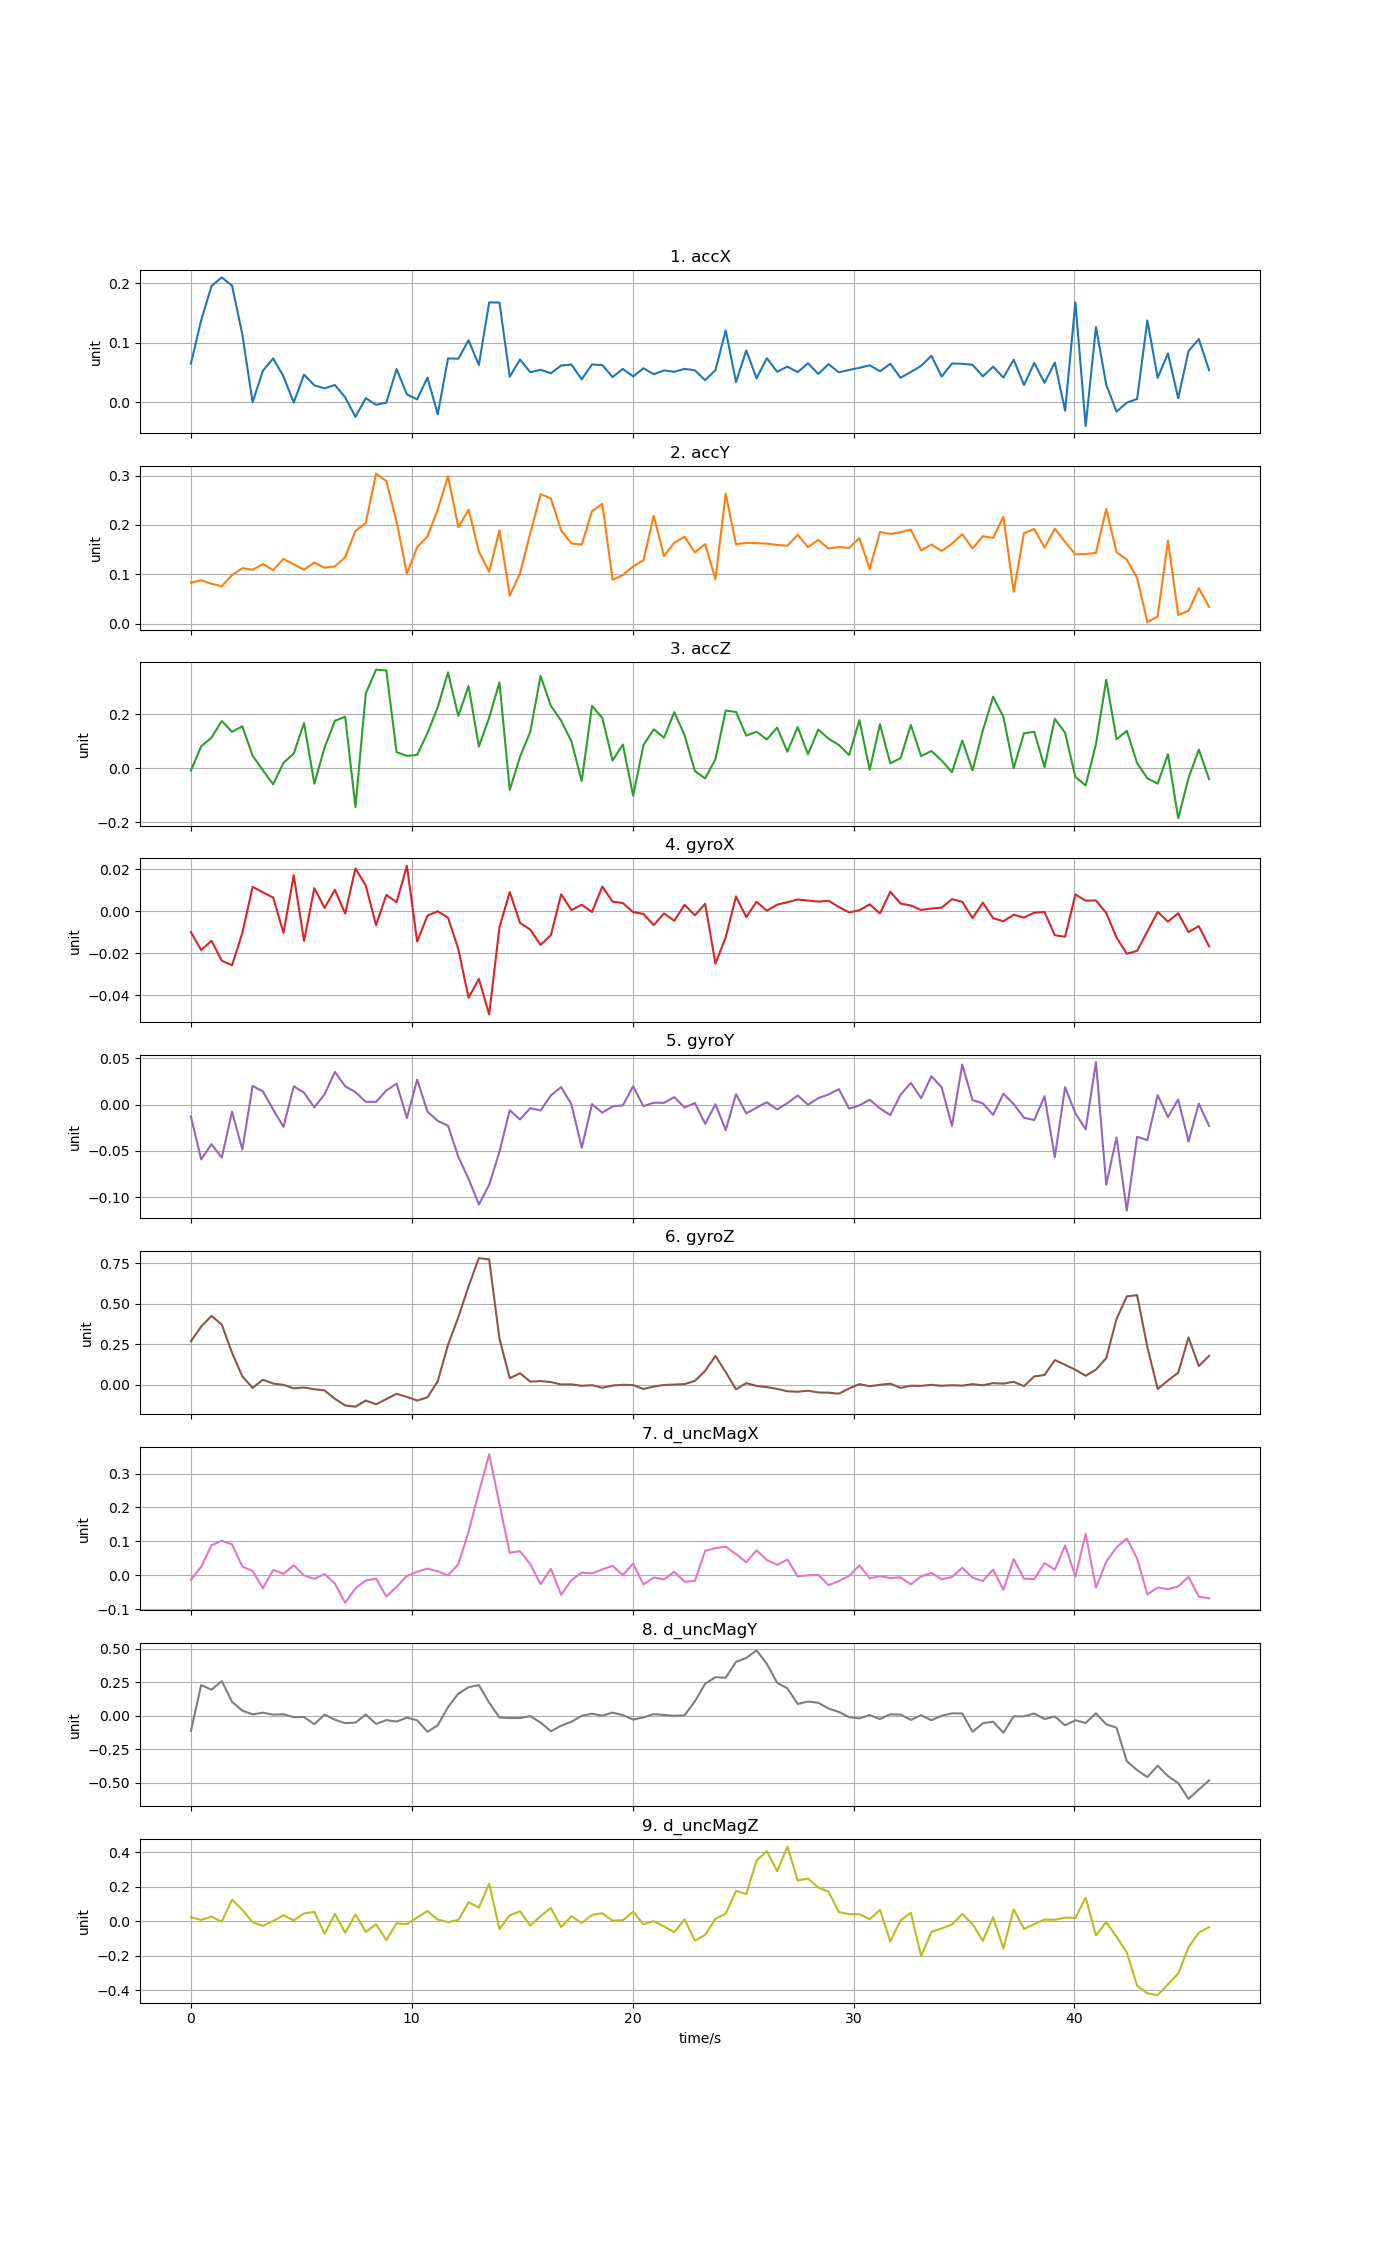 1. accX
0.2
0.1
0.0
unit
2. accY
0.3
0.2
0.1
0.0
unit
3. accZ
0.2
0.0
−0.2
unit
4. gyroX
0.02
0.00
−0.02
−0.04
unit
5. gyroY
0.05
0.00
−0.05
−0.10
unit
6. gyroZ
0.75
0.50
0.25
0.00
unit
7. d_uncMagX
0.3
0.2
0.1
0.0
−0.1
unit
8. d_uncMagY
0.50
0.25
0.00
−0.25
−0.50
unit
9. d_uncMagZ
0.4
0.2
0.0
−0.2
−0.4
unit
0 10 20 30 40
time/s